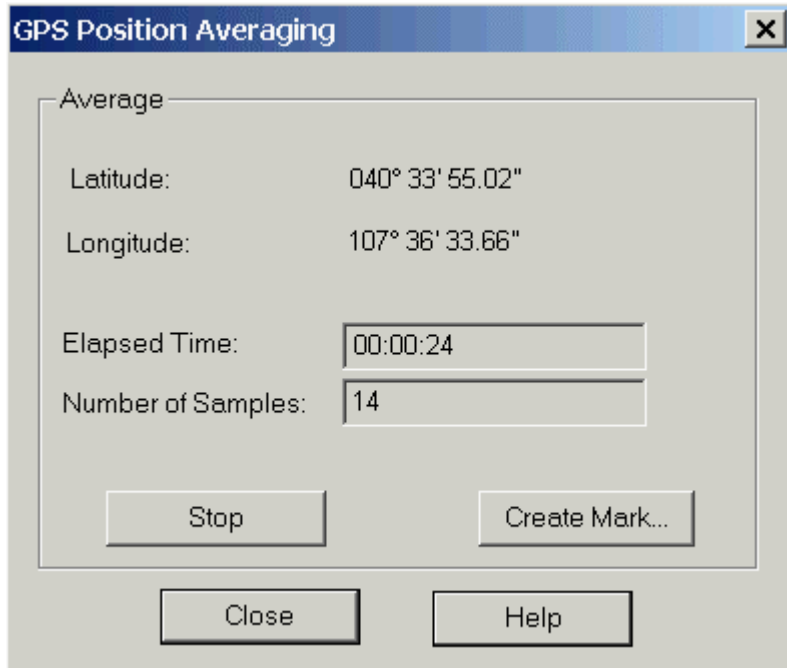 GPS Position Averaging
Average
Latitude: 040° 33' 55.02"
Longitude: 107° 36' 33.66"
Elapsed Time: 00:00:24
Number of Samples: 14
Stop Create Mark...
Close Help